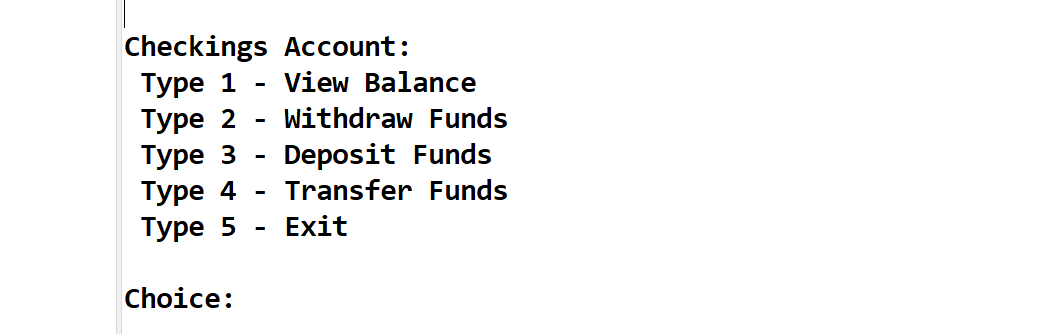 Checkings Account:
Type 1 - View Balance
Type 2 - Withdraw Funds
Type 3 - Deposit Funds
Type 4 - Transfer Funds
Type 5 - Exit
Choice: